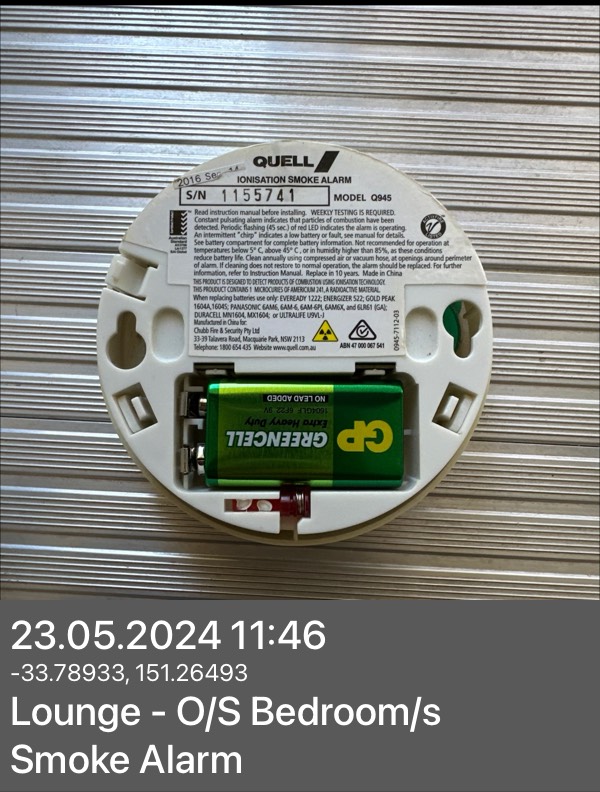 QUELL
2016 Sep
IONISATION SMOKE ALARM
S/N 1155741 MODEL Q945
Read instruction manual before installing. WEEKLY TESTING IS REQUIRED.
Constant pulsating alarm indicates that particles of combustion have been
detected. Periodic flashing (45 sec.) of red LED indicates the alarm is operating.
An intermittent "chirp" indicates a low battery or fault, see manual for details.
See battery compartment for complete battery information. Not recommended for operation at
temperatures below 5° C, above 45° C, or in humidity higher than 85%, as these conditions
reduce battery life. Clean annually using compressed air or vacuum hose, at openings around perimeter
of alarm. If cleaning does not restore to normal operation, the alarm should be replaced. For further
information, refer to Instruction Manual. Replace in 10 years. Made in China
THIS PRODUCT IS DESIGNED TO DETECT PRODUCTS OF COMBUSTION USING IONISATION TECHNOLOGY.
THIS PRODUCT CONTAINS 1 MICROCURIES OF AMERICIUM 241, A RADIOACTIVE MATERIAL.
When replacing batteries use only: EVEREADY 1222; ENERGIZER 522; GOLD PEAK
1604A,1604S; PANASONIC 6AM6, 6AM-6, 6AM-6PI, 6AM6X, and 6LR61 (GA);
DURACELL MN1604, MX1604; or ULTRALIFE U9VL-J
Manufactured in China for:
Chubb Fire & Security Pty Ltd
33-39 Talavera Road, Macquarie Park, NSW 2113
Telephone: 1800 654 435 Website www.quell.com.au
ABN 47 000 067 541
0945-7112-03
GP
GREENCELL
Extra Heavy Duty
1604GLF 6F22 9V
NO LEAD ADDED
23.05.2024 11:46
-33.78933, 151.26493
Lounge - O/S Bedroom/s
Smoke Alarm